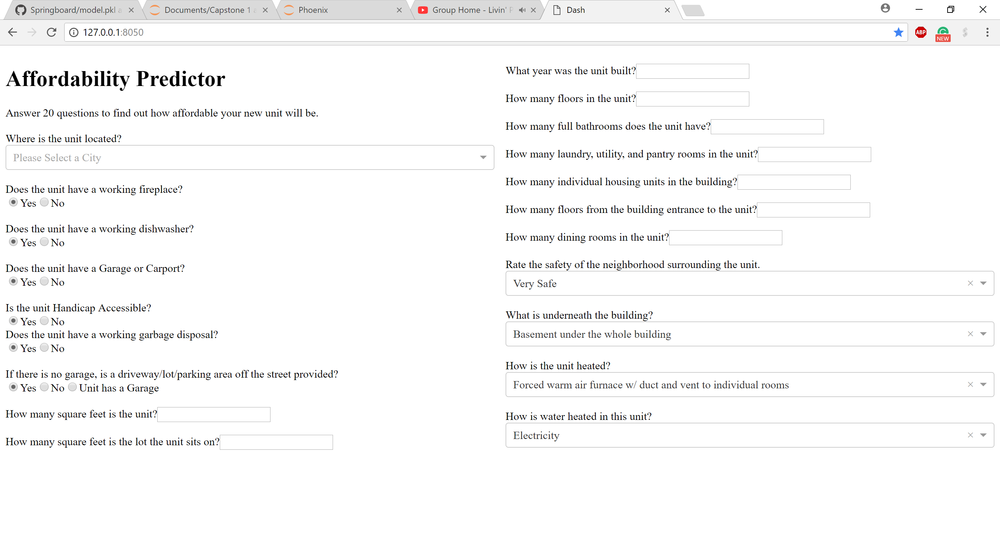 Springboard/model.pkl a
Documents/Capstone 1 a
Phoenix
Group Home - Livin' P
Dash
127.0.0.1:8050
ABP
NEW
Affordability Predictor
Answer 20 questions to find out how affordable your new unit will be.
Where is the unit located?
Please Select a City
Does the unit have a working fireplace?
Yes No
Does the unit have a working dishwasher?
Yes No
Does the unit have a Garage or Carport?
Yes No
Is the unit Handicap Accessible?
Yes No
Does the unit have a working garbage disposal?
Yes No
If there is no garage, is a driveway/lot/parking area off the street provided?
Yes No Unit has a Garage
How many square feet is the unit?
How many square feet is the lot the unit sits on?
What year was the unit built?
How many floors in the unit?
How many full bathrooms does the unit have?
How many laundry, utility, and pantry rooms in the unit?
How many individual housing units in the building?
How many floors from the building entrance to the unit?
How many dining rooms in the unit?
Rate the safety of the neighborhood surrounding the unit.
Very Safe
What is underneath the building?
Basement under the whole building
How is the unit heated?
Forced warm air furnace w/ duct and vent to individual rooms
How is water heated in this unit?
Electricity